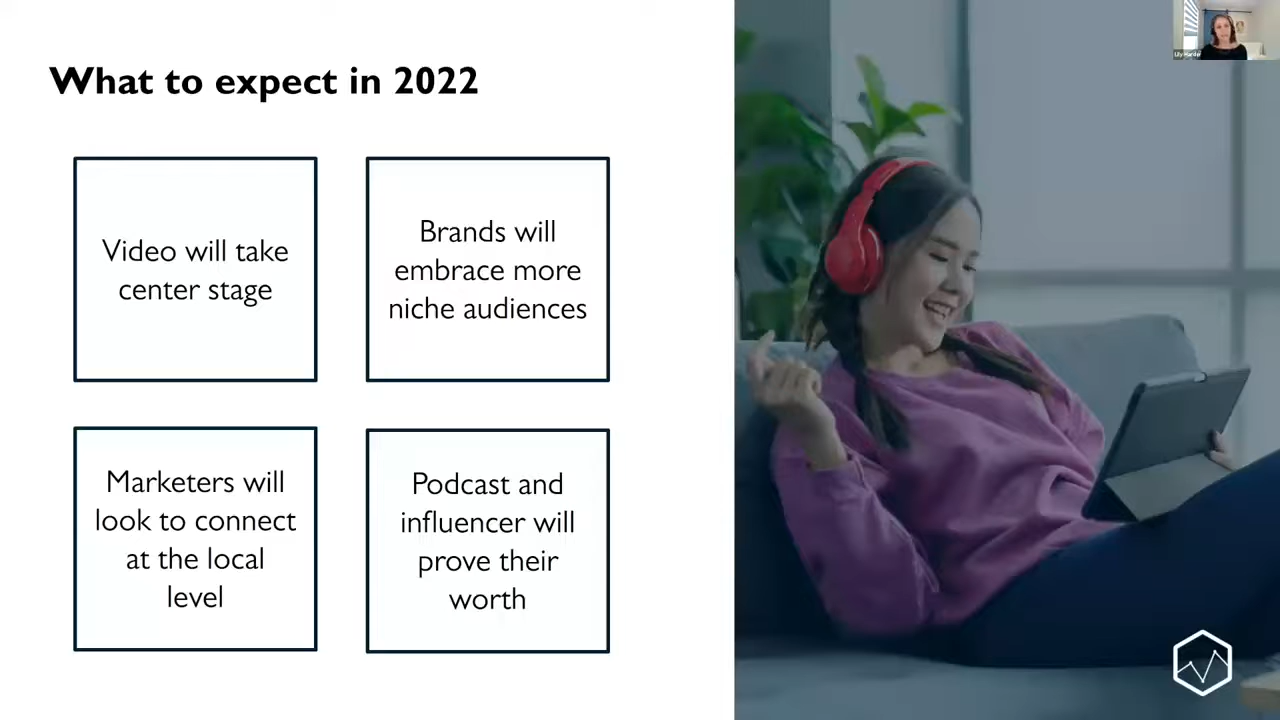 What to expect in 2022
Video will take
center stage
Brands will
embrace more
niche audiences
Marketers will
look to connect
at the local
level
Podcast and
influencer will
prove their
worth